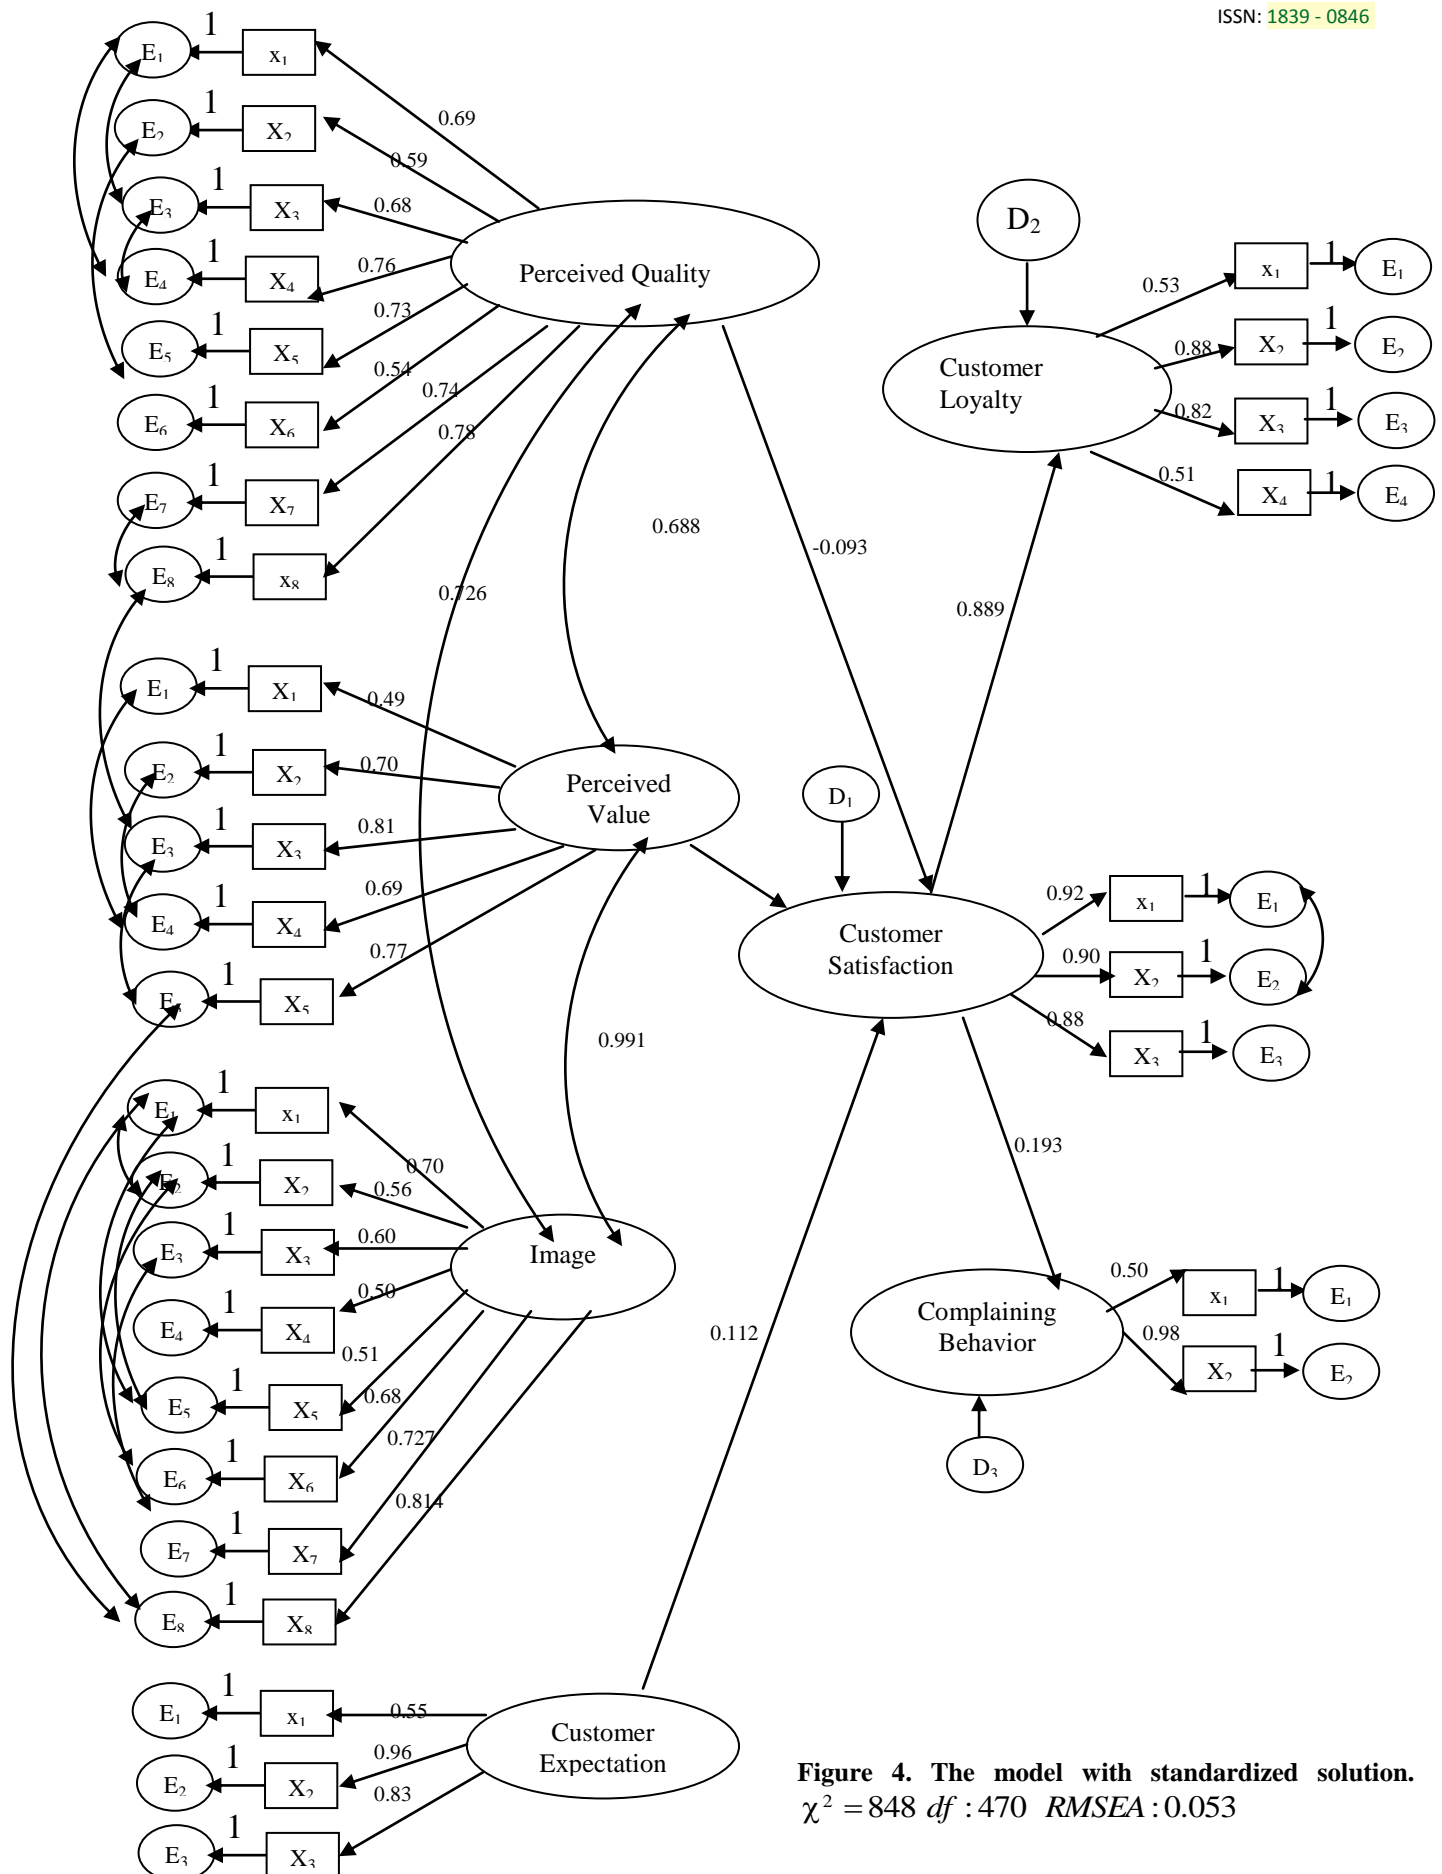 ISSN: 1839 - 0846
E1 1 x1
0.69
E2 1 X2
0.59
E3 1 X3
0.68
E4 1 X4
0.76
E5 1 X5
0.73
E6 1 X6
0.54
E7 1 X7
0.74
E8 1 x8
0.78
Perceived Quality
0.688
0.726
-0.093
D2
Customer
Loyalty
0.53 x1 1 E1
0.88 X2 1 E2
0.82 X3 1 E3
0.51 X4 1 E4
0.889
E1 1 X1 0.49
E2 1 X2 0.70
E3 1 X3 0.81
E4 1 X4 0.69
E5 1 X5 0.77
Perceived
Value
D1
Customer
Satisfaction
0.92 x1 1 E1
0.90 X2 1 E2
0.88 X3 1 E3
0.991
0.193
E1 1 x1 0.70
E2 1 X2 0.56
E3 1 X3 0.60
E4 1 X4 0.50
E5 1 X5 0.51
E6 1 X6 0.68
E7 1 X7 0.727
E8 1 X8 0.814
Image
0.112
Complaining
Behavior
0.50 x1 1 E1
0.98 X2 1 E2
D3
E1 1 x1 0.55
E2 1 X2 0.96
E3 1 X3 0.83
Customer
Expectation
Figure 4. The model with standardized solution.
χ² = 848 df : 470 RMSEA : 0.053